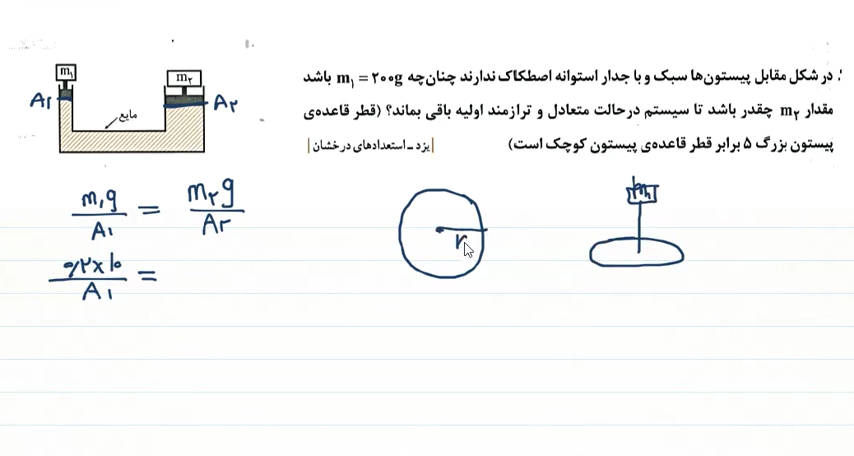 ۰۱
در شکل مقابل پیستون‌ها سبک و با جدار استوانه اصطکاک ندارند چنان‌چه m₁ = ۲۰۰g باشد
مقدار m₂ چقدر باشد تا سیستم در حالت متعادل و ترازمند اولیه باقی بماند؟ (قطر قاعده‌ی
پیستون بزرگ ۵ برابر قطر قاعده‌ی پیستون کوچک است)
|یزد ـ استعدادهای درخشان|
m₁
m₂
A₁
A₂
مایع
m₁g/A₁ = m₂g/A₂
۰٫۲×۱۰/A₁ =
r
m₁